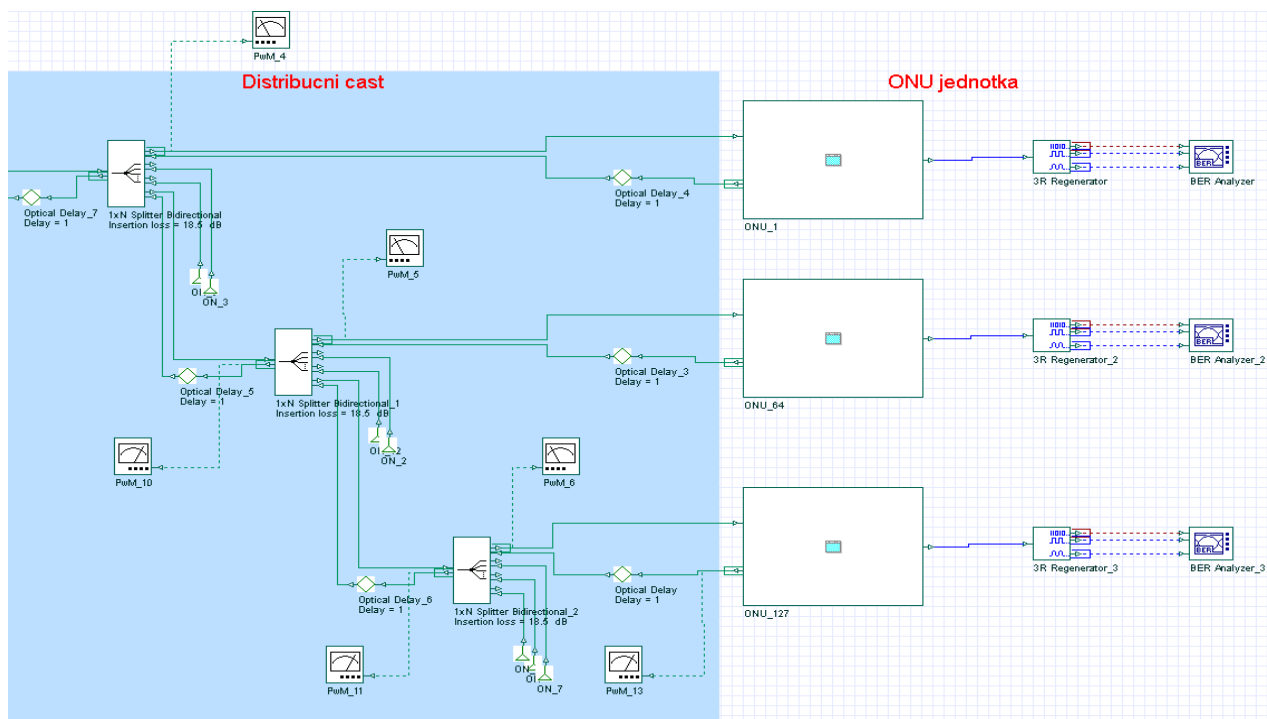 PwM_4
Distribucni cast
ONU jednotka
3R Regenerator
BER Analyzer
Optical Delay_4
Delay = 1
Optical Delay_7
Delay = 1
1xN Splitter Bidirectional
Insertion loss = 18.5 dB
ONU_1
PwM_5
ON_3
3R Regenerator_2
BER Analyzer_2
Optical Delay_3
Delay = 1
Optical Delay_5
Delay = 1
1xN Splitter Bidirectional_1
Insertion loss = 18.5 dB
ONU_64
ON_2
PwM_10
PwM_6
3R Regenerator_3
BER Analyzer_3
Optical Delay_6
Delay = 1
Optical Delay
Delay = 1
1xN Splitter Bidirectional_2
Insertion loss = 18.5 dB
ONU_127
ON_7
PwM_11
PwM_13